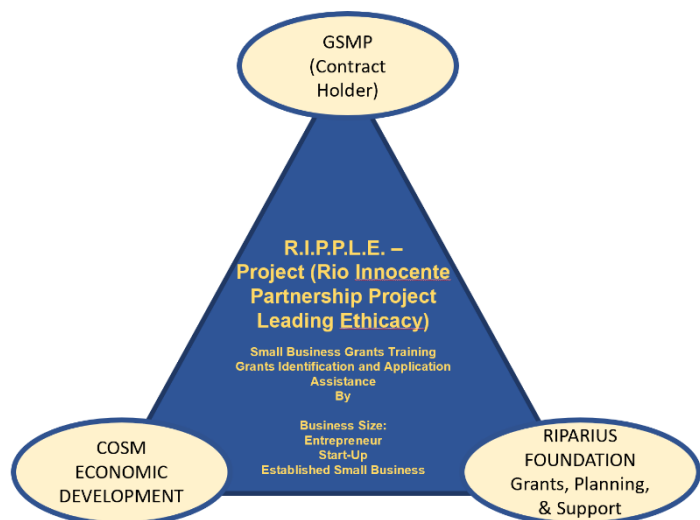 GSMP
(Contract
Holder)
R.I.P.P.L.E. –
Project (Rio Innocente
Partnership Project
Leading Ethicacy)
Small Business Grants Training
Grants Identification and Application
Assistance
By
Business Size:
Entrepreneur
Start-Up
Established Small Business
COSM
ECONOMIC
DEVELOPMENT
RIPARIUS
FOUNDATION
Grants, Planning,
& Support